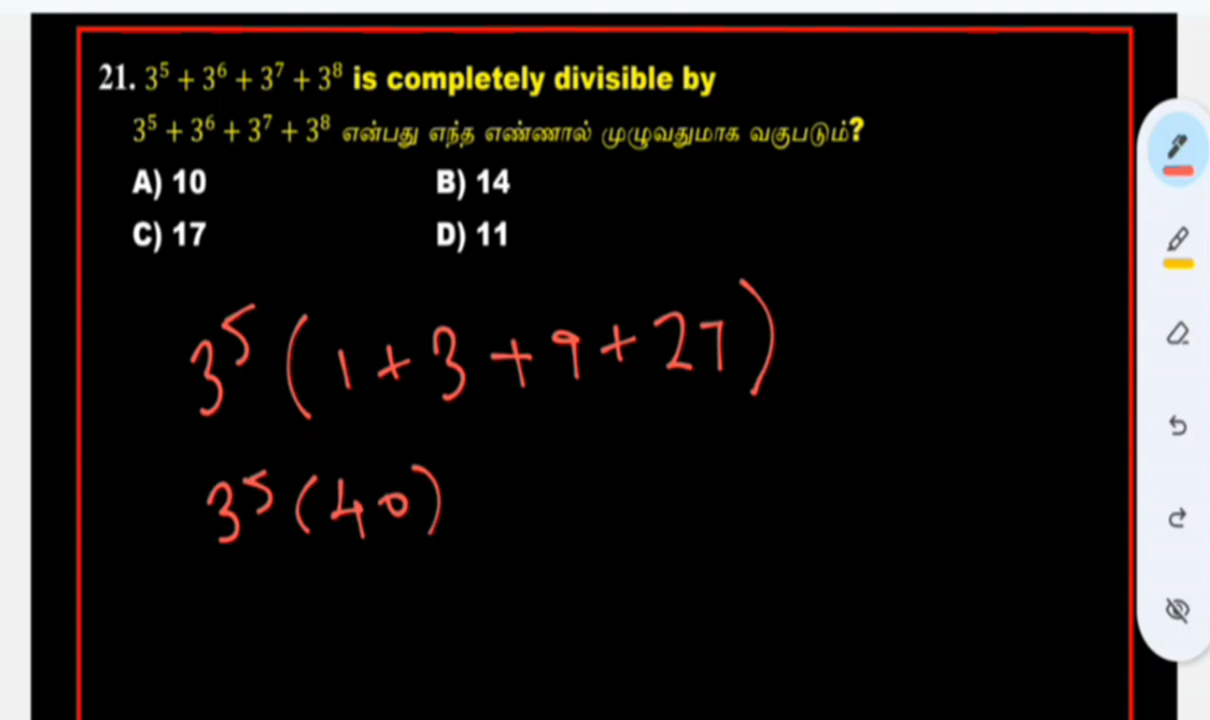 21. 3⁵ + 3⁶ + 3⁷ + 3⁸ is completely divisible by
3⁵ + 3⁶ + 3⁷ + 3⁸ என்பது எந்த எண்ணால் முழுவதுமாக வகுபடும்?
A) 10 B) 14
C) 17 D) 11
3⁵ (1 + 3 + 9 + 27)
3⁵ (40)